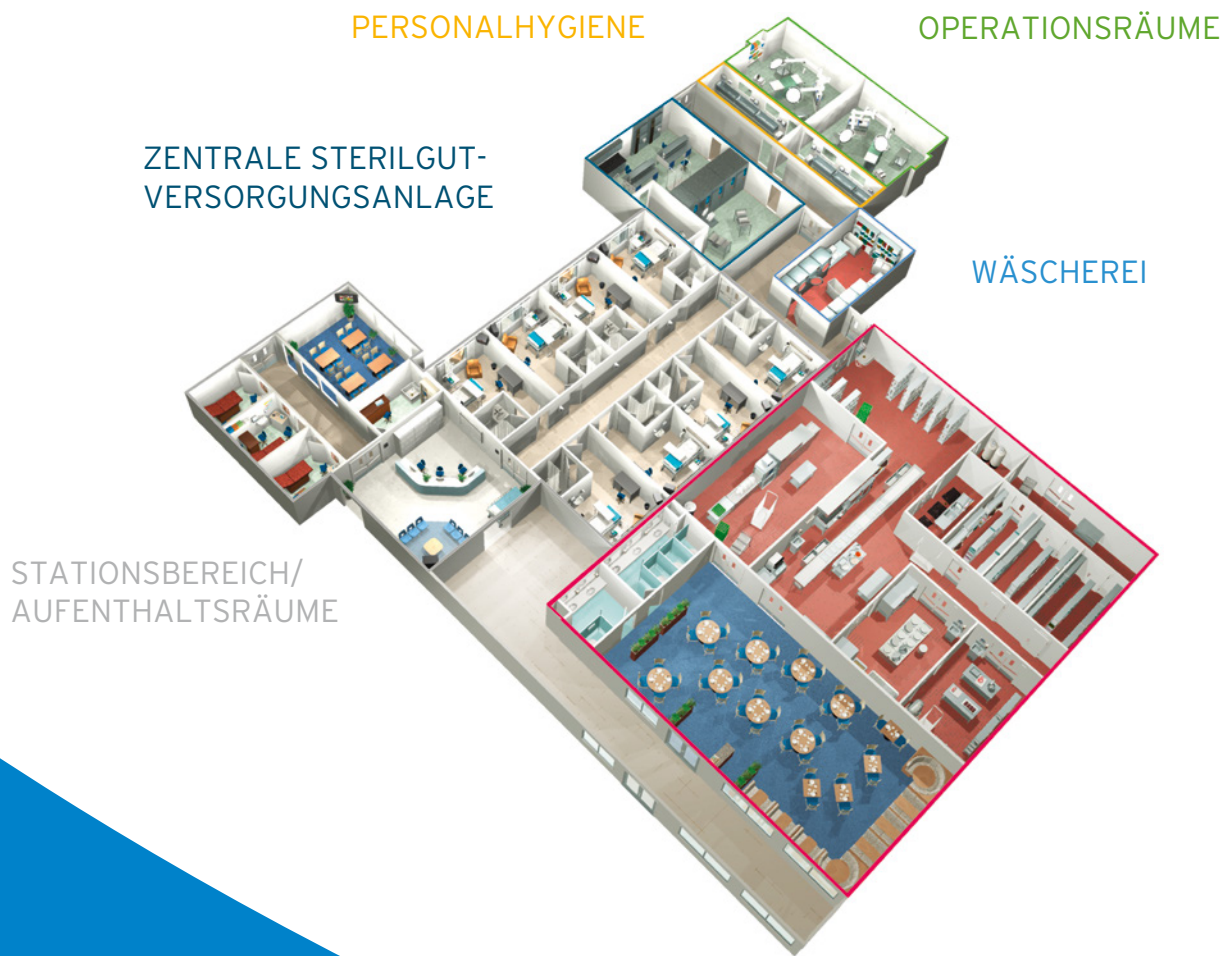 PERSONALHYGIENE
OPERATIONSRÄUME
ZENTRALE STERILGUT-
VERSORGUNGSANLAGE
WÄSCHEREI
STATIONSBEREICH/
AUFENTHALTSRÄUME